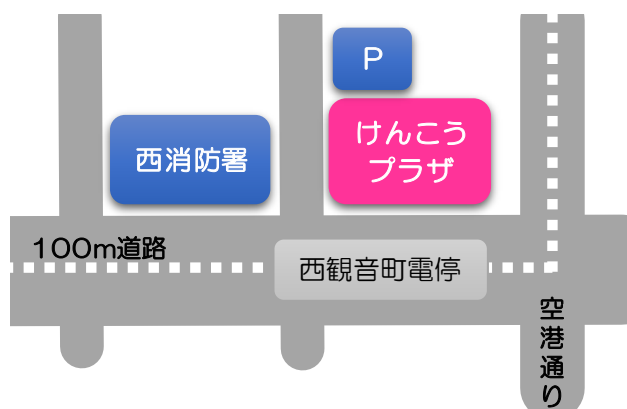 P
けんこう
プラザ
西消防署
100m道路
西観音町電停
空港通り